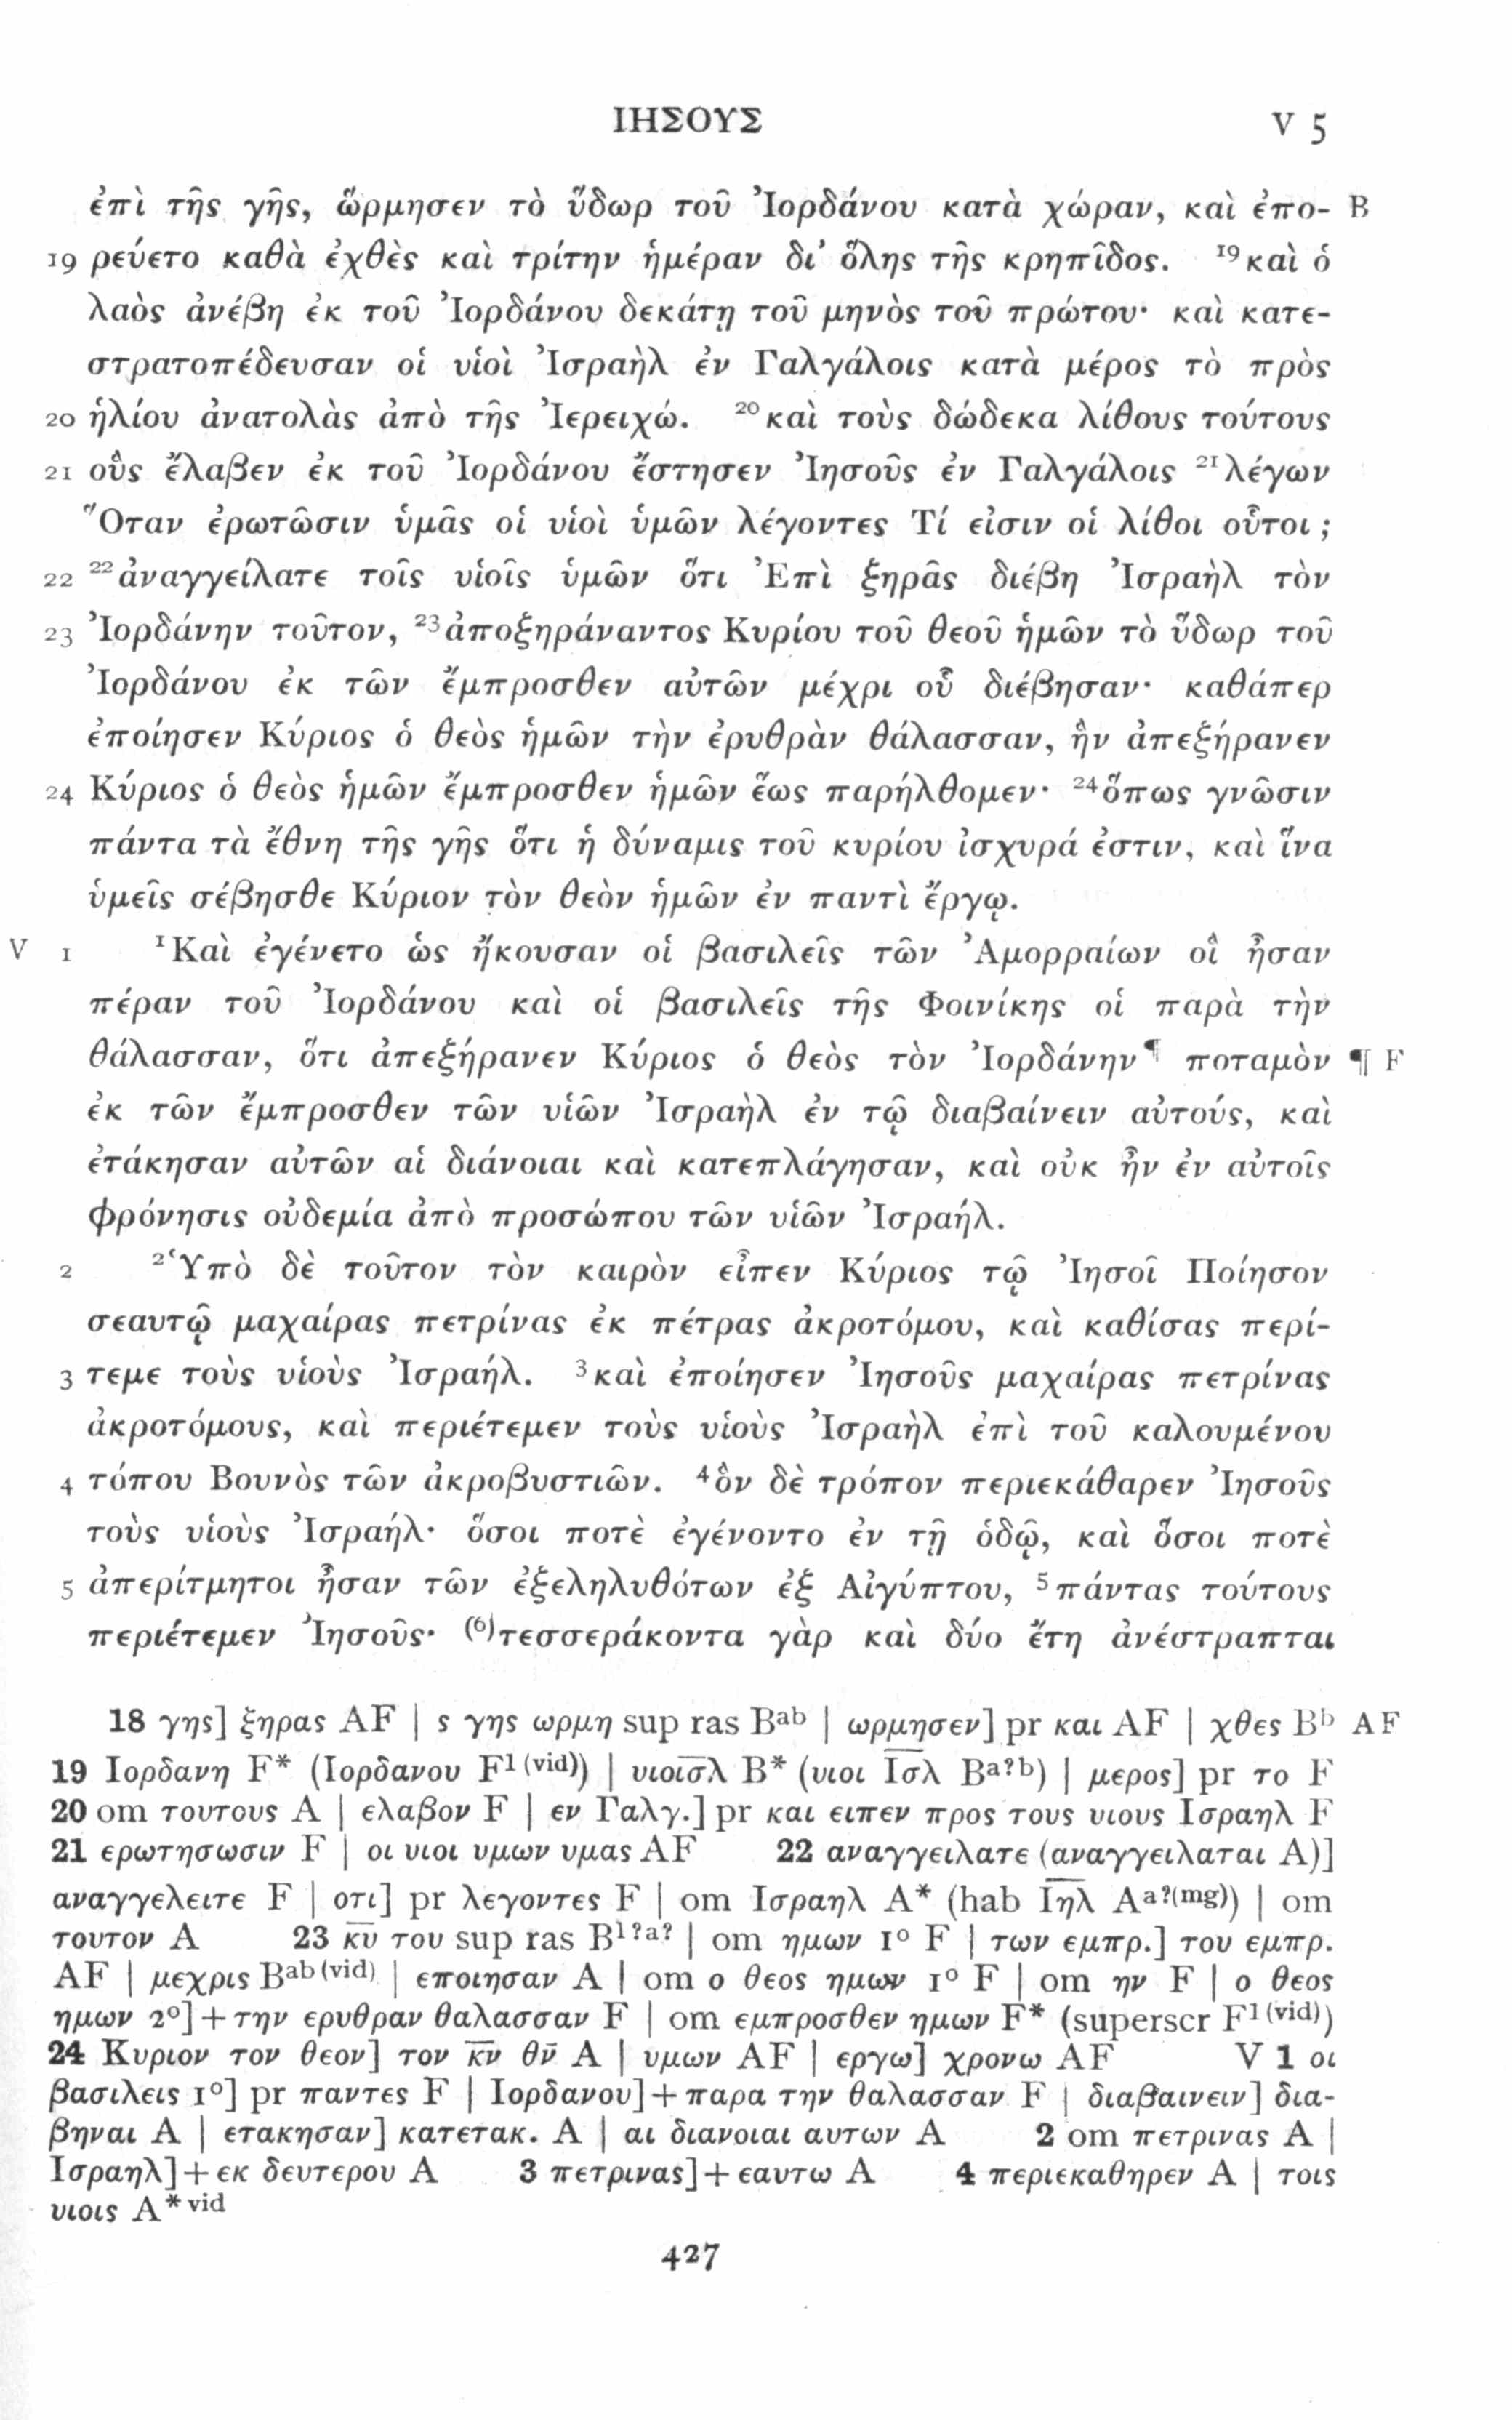 ΙΗΣΟΥΣ V 5
ἐπὶ τῆς γῆς, ὥρμησεν τὸ ὕδωρ τοῦ Ἰορδάνου κατὰ χώραν, καὶ ἐπο- B
19 ρεύετο καθὰ ἐχθὲς καὶ τρίτην ἡμέραν δι’ ὅλης τῆς κρηπῖδος. ¹⁹καὶ ὁ
λαὸς ἀνέβη ἐκ τοῦ Ἰορδάνου δεκάτῃ τοῦ μηνὸς τοῦ πρώτου· καὶ κατε-
στρατοπέδευσαν οἱ υἱοὶ Ἰσραὴλ ἐν Γαλγάλοις κατὰ μέρος τὸ πρὸς
20 ἡλίου ἀνατολὰς ἀπὸ τῆς Ἰερειχώ. ²⁰καὶ τοὺς δώδεκα λίθους τούτους
21 οὓς ἔλαβεν ἐκ τοῦ Ἰορδάνου ἔστησεν Ἰησοῦς ἐν Γαλγάλοις ²¹λέγων
Ὅταν ἐρωτῶσιν ὑμᾶς οἱ υἱοὶ ὑμῶν λέγοντες Τί εἰσιν οἱ λίθοι οὗτοι ;
22 ²²ἀναγγείλατε τοῖς υἱοῖς ὑμῶν ὅτι Ἐπὶ ξηρᾶς διέβη Ἰσραὴλ τὸν
23 Ἰορδάνην τοῦτον, ²³ἀποξηράναντος Κυρίου τοῦ θεοῦ ἡμῶν τὸ ὕδωρ τοῦ
Ἰορδάνου ἐκ τῶν ἔμπροσθεν αὐτῶν μέχρι οὗ διέβησαν· καθάπερ
ἐποίησεν Κύριος ὁ θεὸς ἡμῶν τὴν ἐρυθρὰν θάλασσαν, ἣν ἀπεξήρανεν
24 Κύριος ὁ θεὸς ἡμῶν ἔμπροσθεν ἡμῶν ἕως παρήλθομεν· ²⁴ὅπως γνῶσιν
πάντα τὰ ἔθνη τῆς γῆς ὅτι ἡ δύναμις τοῦ κυρίου ἰσχυρά ἐστιν, καὶ ἵνα
ὑμεῖς σέβησθε Κύριον τὸν θεὸν ἡμῶν ἐν παντὶ ἔργῳ.
V 1 ¹Καὶ ἐγένετο ὡς ἤκουσαν οἱ βασιλεῖς τῶν Ἀμορραίων οἳ ἦσαν
πέραν τοῦ Ἰορδάνου καὶ οἱ βασιλεῖς τῆς Φοινίκης οἱ παρὰ τὴν
θάλασσαν, ὅτι ἀπεξήρανεν Κύριος ὁ θεὸς τὸν Ἰορδάνην¶ ποταμὸν ¶ F
ἐκ τῶν ἔμπροσθεν τῶν υἱῶν Ἰσραὴλ ἐν τῷ διαβαίνειν αὐτούς, καὶ
ἐτάκησαν αὐτῶν αἱ διάνοιαι καὶ κατεπλάγησαν, καὶ οὐκ ἦν ἐν αὐτοῖς
φρόνησις οὐδεμία ἀπὸ προσώπου τῶν υἱῶν Ἰσραήλ.
2 ²Ὑπὸ δὲ τοῦτον τὸν καιρὸν εἶπεν Κύριος τῷ Ἰησοῖ Ποίησον
σεαυτῷ μαχαίρας πετρίνας ἐκ πέτρας ἀκροτόμου, καὶ καθίσας περί-
3 τεμε τοὺς υἱοὺς Ἰσραήλ. ³καὶ ἐποίησεν Ἰησοῦς μαχαίρας πετρίνας
ἀκροτόμους, καὶ περιέτεμεν τοὺς υἱοὺς Ἰσραὴλ ἐπὶ τοῦ καλουμένου
4 τόπου Βουνὸς τῶν ἀκροβυστιῶν. ⁴ὃν δὲ τρόπον περιεκάθαρεν Ἰησοῦς
τοὺς υἱοὺς Ἰσραήλ· ὅσοι ποτὲ ἐγένοντο ἐν τῇ ὁδῷ, καὶ ὅσοι ποτὲ
5 ἀπερίτμητοι ἦσαν τῶν ἐξεληλυθότων ἐξ Αἰγύπτου, ⁵πάντας τούτους
περιέτεμεν Ἰησοῦς· ⁽⁶⁾τεσσεράκοντα γὰρ καὶ δύο ἔτη ἀνέστραπται
18 γης] ξηρας AF | ς γης ωρμη sup ras Bᵃᵇ | ωρμησεν] pr και AF | χθες Bᵇ AF
19 Ιορδανη F* (Ιορδανου F¹⁽ᵛⁱᵈ⁾) | υιοισ̅λ̅ B* (υιοι Ι̅σ̅λ̅ Bᵃ?ᵇ) | μερος] pr το F
20 om τουτους A | ελαβον F | εν Γαλγ.] pr και ειπεν προς τους υιους Ισραηλ F
21 ερωτησωσιν F | οι υιοι υμων υμας AF 22 αναγγειλατε (αναγγειλαται A)]
αναγγελειτε F | οτι] pr λεγοντες F | om Ισραηλ A* (hab Ι̅η̅λ̅ Aᵃ?⁽ᵐᵍ⁾) | om
τουτον A 23 κ̅υ̅ του sup ras B¹?ᵃ? | om ημων 1° F | των εμπρ.] του εμπρ.
AF | μεχρις Bᵃᵇ⁽ᵛⁱᵈ⁾ | εποιησαν A | om ο θεος ημων 1° F | om ην F | ο θεος
ημων 2°]+την ερυθραν θαλασσαν F | om εμπροσθεν ημων F* (superscr F¹⁽ᵛⁱᵈ⁾)
24 Κυριον τον θεον] τον κ̅ν̅ θ̅ν̅ A | υμων AF | εργω] χρονω AF V 1 οι
βασιλεις 1°] pr παντες F | Ιορδανου]+παρα την θαλασσαν F | διαβαινειν] δια-
βηναι A | ετακησαν] κατετακ. A | αι διανοιαι αυτων A 2 om πετρινας A |
Ισραηλ]+εκ δευτερου A 3 πετρινας]+εαυτω A 4 περιεκαθηρεν A | τοις
υιοις A*ᵛⁱᵈ
427